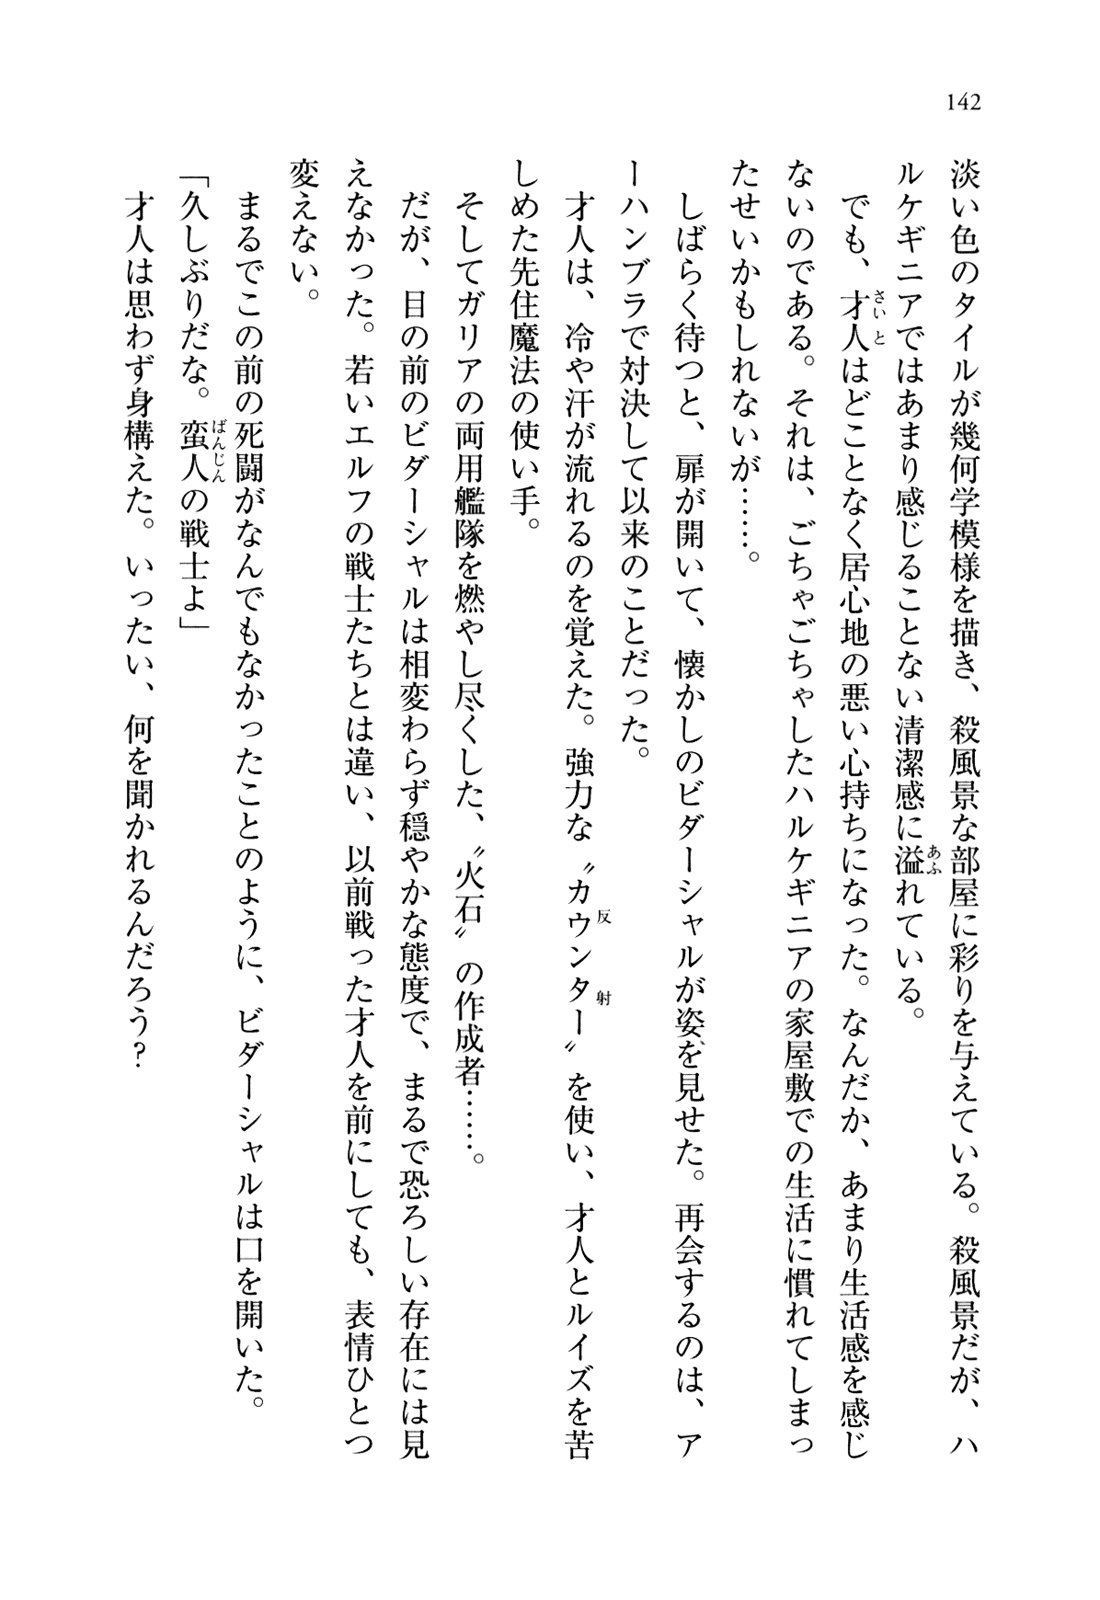 142
淡い色のタイルが幾何学模様を描き、殺風景な部屋に彩りを与えている。殺風景だが、ハ
ルケギニアではあまり感じることない清潔感に溢れている。
でも、才人はどことなく居心地の悪い心持ちになった。なんだか、あまり生活感を感じ
ないのである。それは、ごちゃごちゃしたハルケギニアの家屋敷での生活に慣れてしまっ
たせいかもしれないが……。
しばらく待つと、扉が開いて、懐かしのビダーシャルが姿を見せた。再会するのは、ア
ーハンブラで対決して以来のことだった。
才人は、冷や汗が流れるのを覚えた。強力な〝カウンター〟を使い、才人とルイズを苦
しめた先住魔法の使い手。
そしてガリアの両用艦隊を燃やし尽くした、〝火石〟の作成者……。
だが、目の前のビダーシャルは相変わらず穏やかな態度で、まるで恐ろしい存在には見
えなかった。若いエルフの戦士たちとは違い、以前戦った才人を前にしても、表情ひとつ
変えない。
まるでこの前の死闘がなんでもなかったことのように、ビダーシャルは口を開いた。
「久しぶりだな。蛮人の戦士よ」
才人は思わず身構えた。いったい、何を聞かれるんだろう？
さいと
あふ
反射
ばんじん